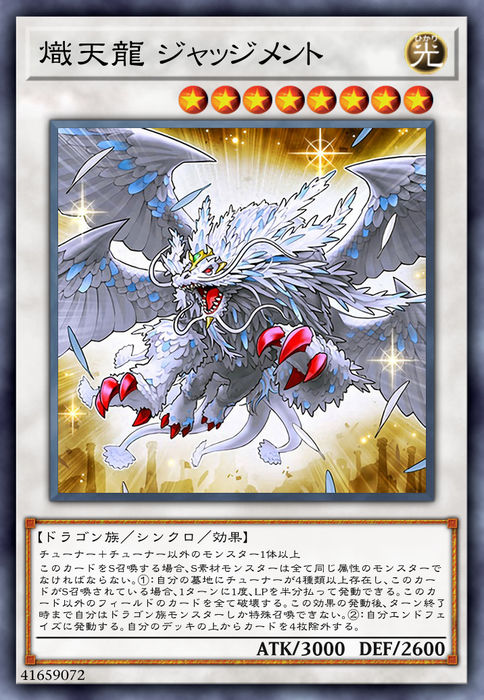 熾天龍 ジャッジメント
ひかり
光
【ドラゴン族／シンクロ／効果】
チューナー＋チューナー以外のモンスター1体以上
このカードをS召喚する場合、S素材モンスターは全て同じ属性のモンスター
でなければならない。①：自分の墓地にチューナーが4種類以上存在し、このカー
ドがS召喚されている場合、1ターンに1度、LPを半分払って発動できる。このカ
ード以外のフィールドのカードを全て破壊する。この効果の発動後、ターン終了
時まで自分はドラゴン族モンスターしか特殊召喚できない。②：自分エンドフェ
イズに発動する。自分のデッキの上からカードを4枚除外する。
ATK/3000 DEF/2600
41659072